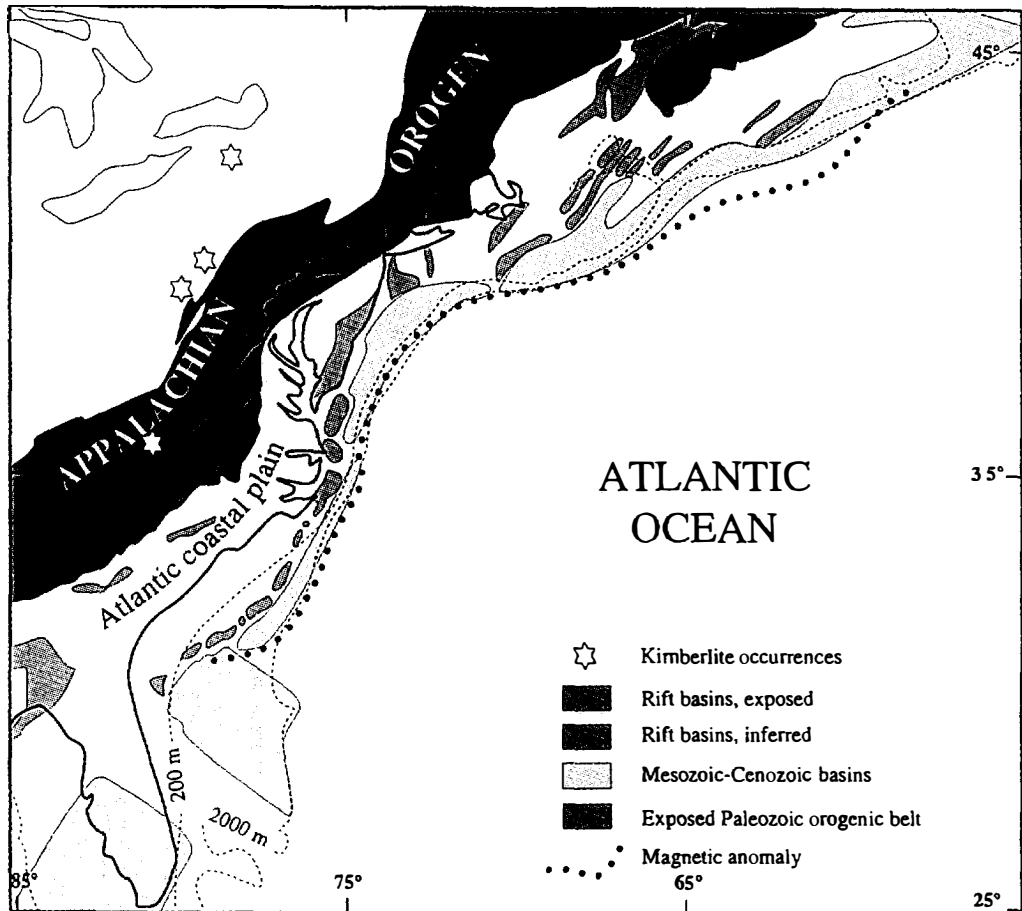 45°
OROGEN
APPALACHIAN
Atlantic coastal plain
35°
ATLANTIC
OCEAN
Kimberlite occurrences
Rift basins, exposed
Rift basins, inferred
Mesozoic-Cenozoic basins
Exposed Paleozoic orogenic belt
Magnetic anomaly
200 m
2000 m
85°
75°
65°
25°